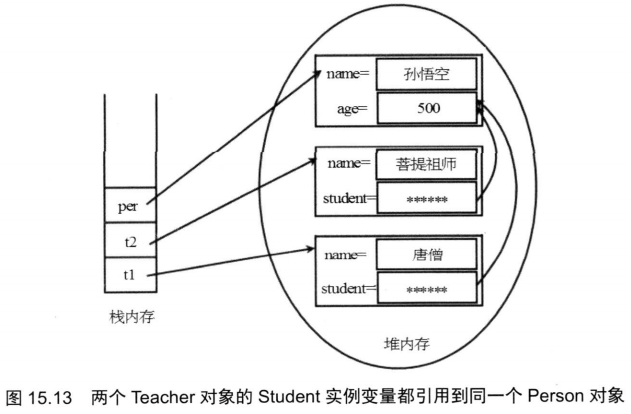 name= 孙悟空
age= 500
name= 菩提祖师
student= ******
name= 唐僧
student= ******
per
t2
t1
栈内存
堆内存
图 15.13 两个 Teacher 对象的 Student 实例变量都引用到同一个 Person 对象